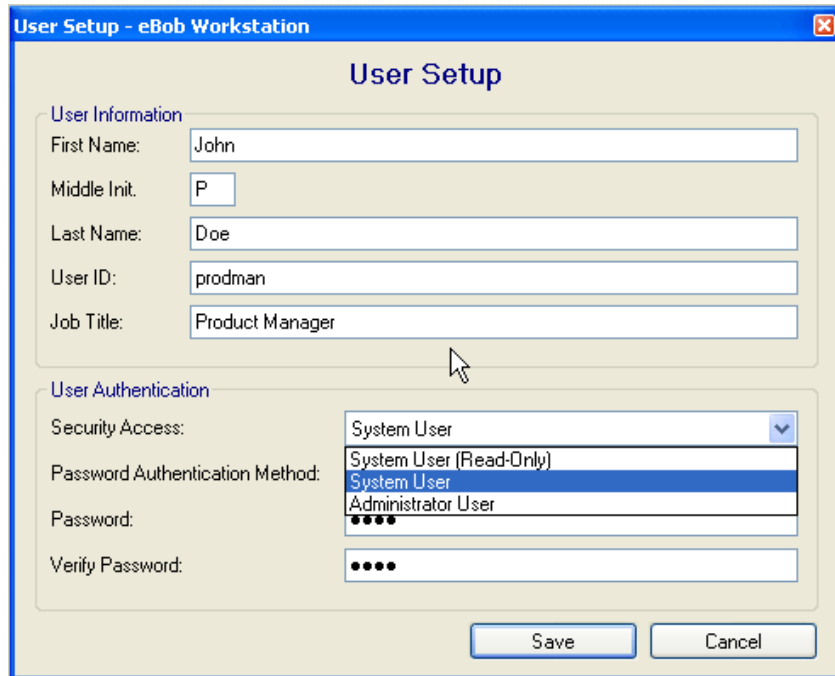 User Setup - eBob Workstation
User Setup
User Information
First Name: John
Middle Init. P
Last Name: Doe
User ID: prodman
Job Title: Product Manager
User Authentication
Security Access: System User
System User (Read-Only)
Password Authentication Method: System User
Administrator User
Password: ●●●●
Verify Password: ●●●●
Save Cancel